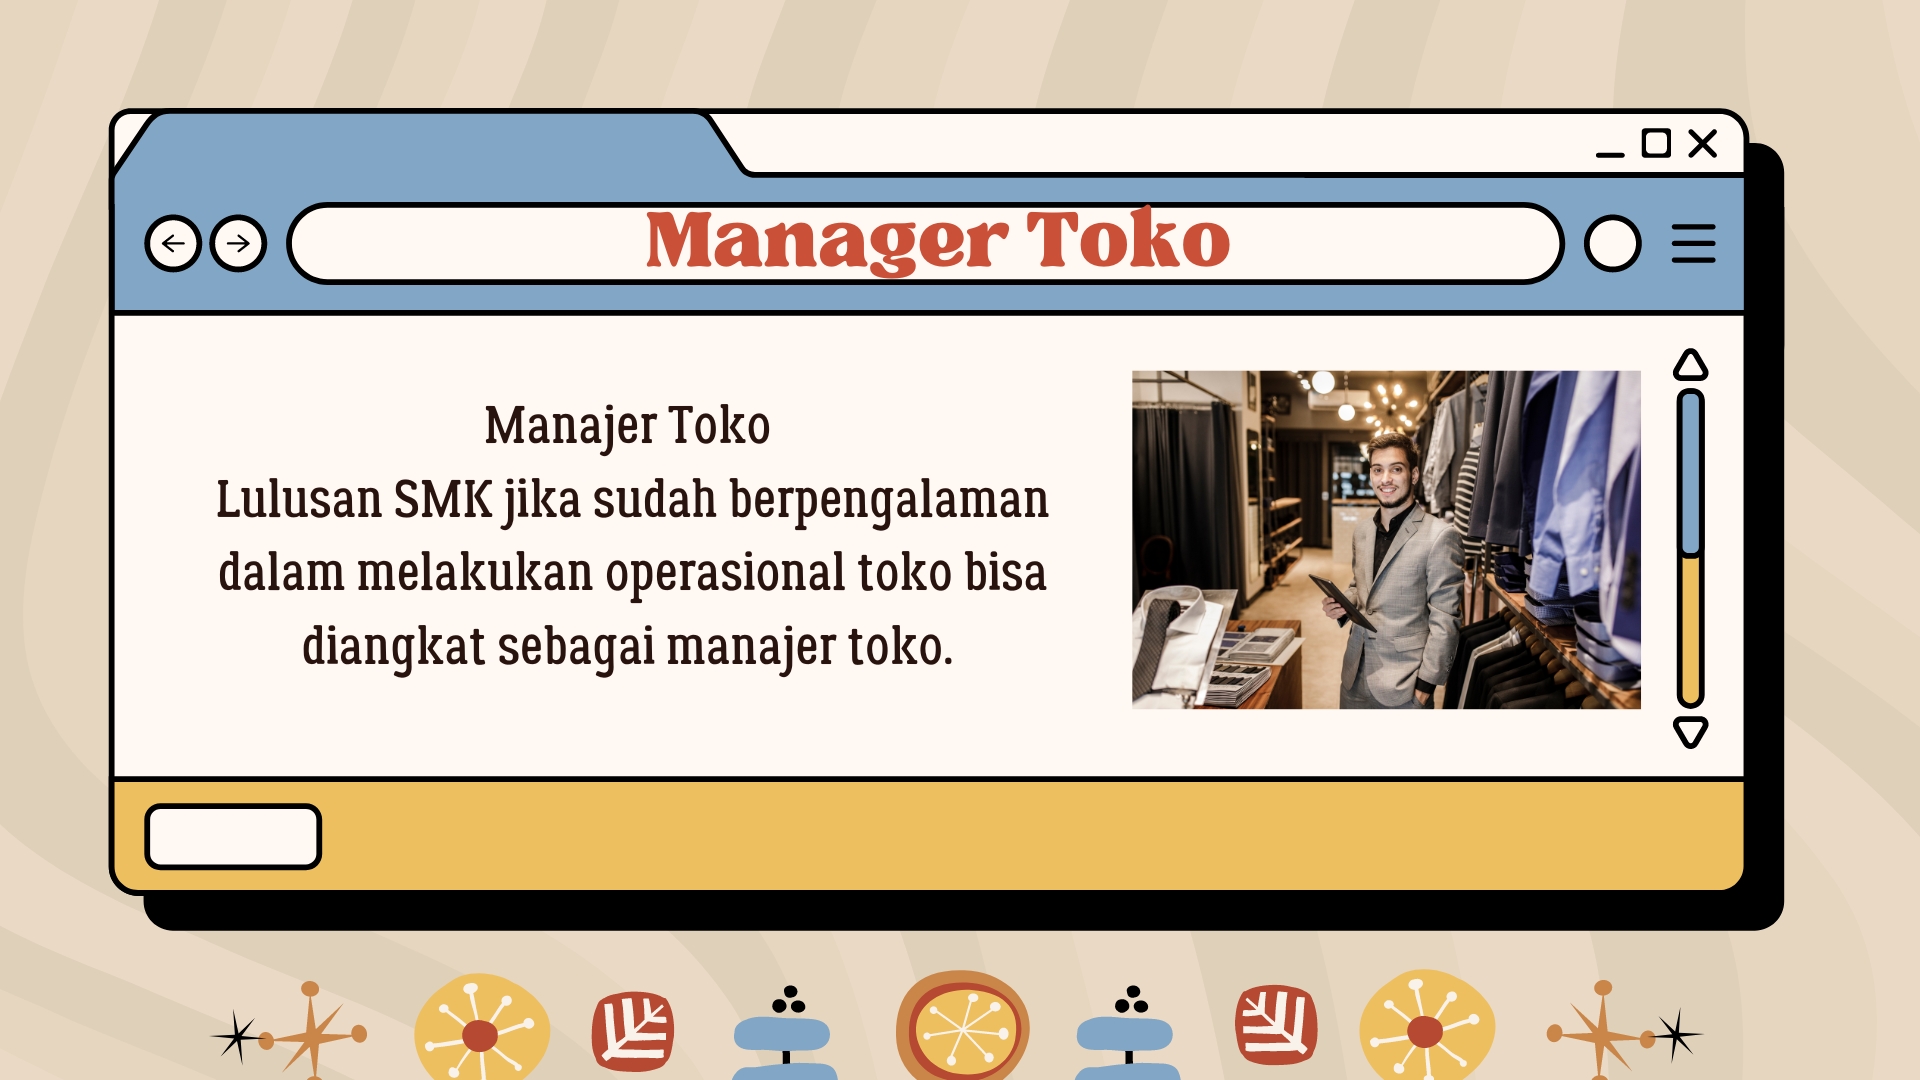 Manager Toko
Manajer Toko
Lulusan SMK jika sudah berpengalaman
dalam melakukan operasional toko bisa
diangkat sebagai manajer toko.